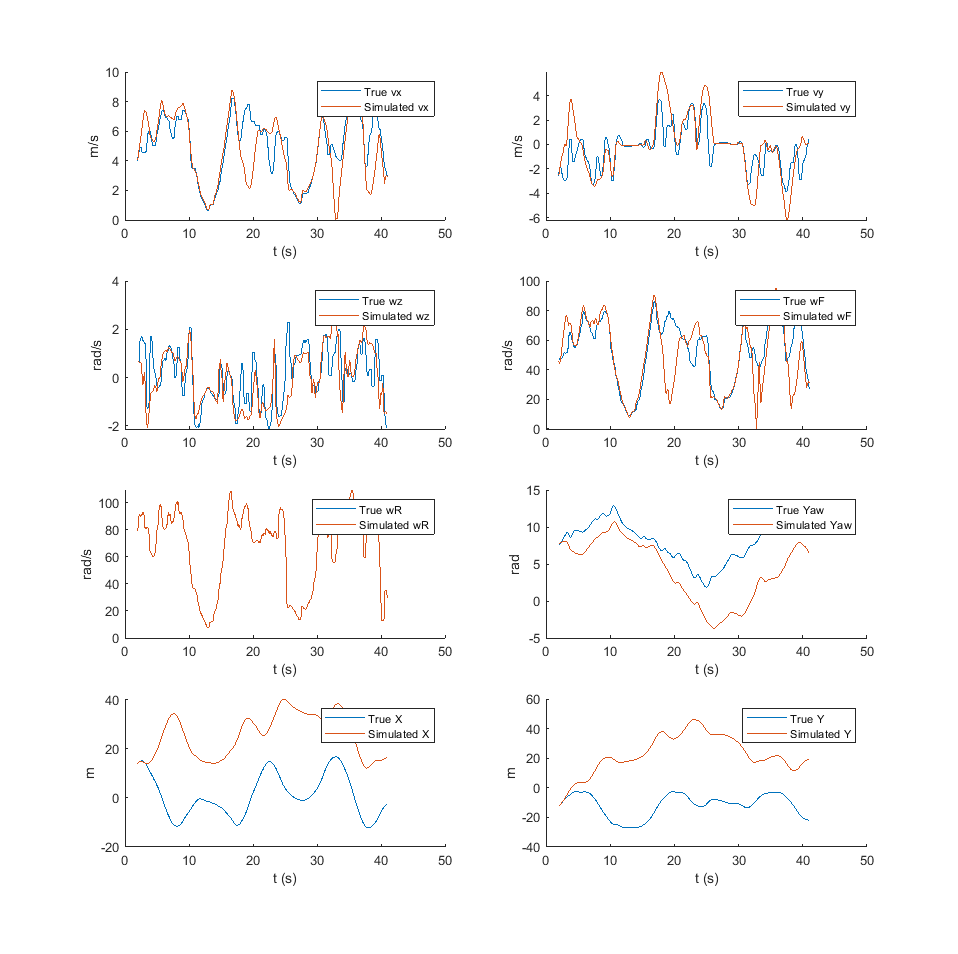 10
8
6
4
2
0
m/s
0 10 20 30 40 50
t (s)
True vx
Simulated vx
4
2
0
-2
-4
-6
m/s
0 10 20 30 40 50
t (s)
True vy
Simulated vy
4
2
0
-2
rad/s
0 10 20 30 40 50
t (s)
True wz
Simulated wz
100
80
60
40
20
0
rad/s
0 10 20 30 40 50
t (s)
True wF
Simulated wF
100
80
60
40
20
0
rad/s
0 10 20 30 40 50
t (s)
True wR
Simulated wR
15
10
5
0
-5
rad
0 10 20 30 40 50
t (s)
True Yaw
Simulated Yaw
40
20
0
-20
m
0 10 20 30 40 50
t (s)
True X
Simulated X
60
40
20
0
-20
-40
m
0 10 20 30 40 50
t (s)
True Y
Simulated Y